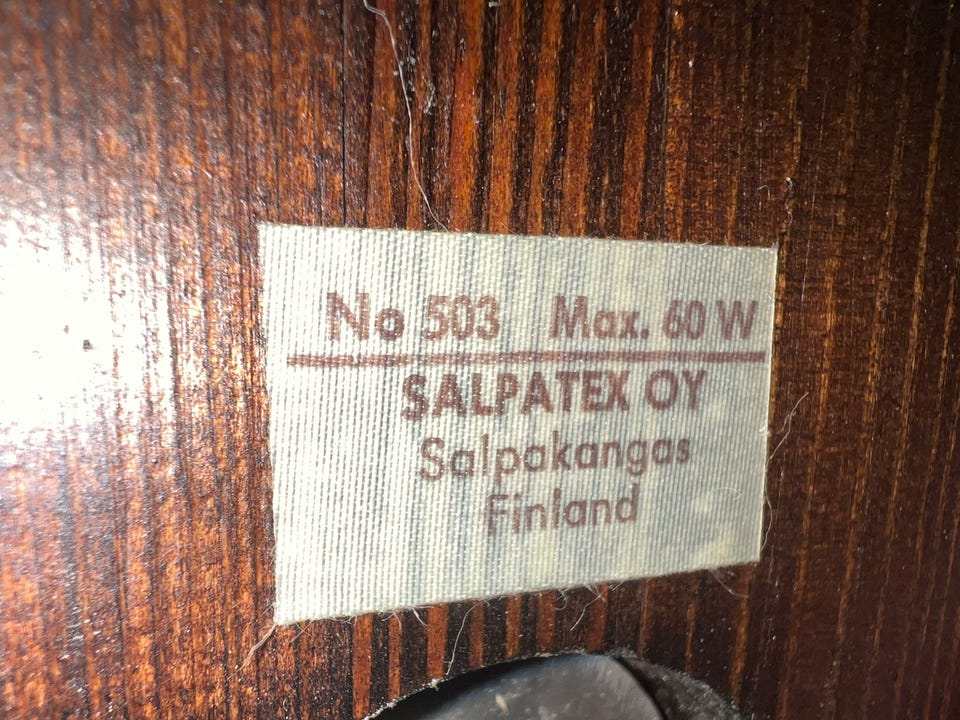 No 503 Max. 60 W
SALPATEX OY
Salpakangas
Finland